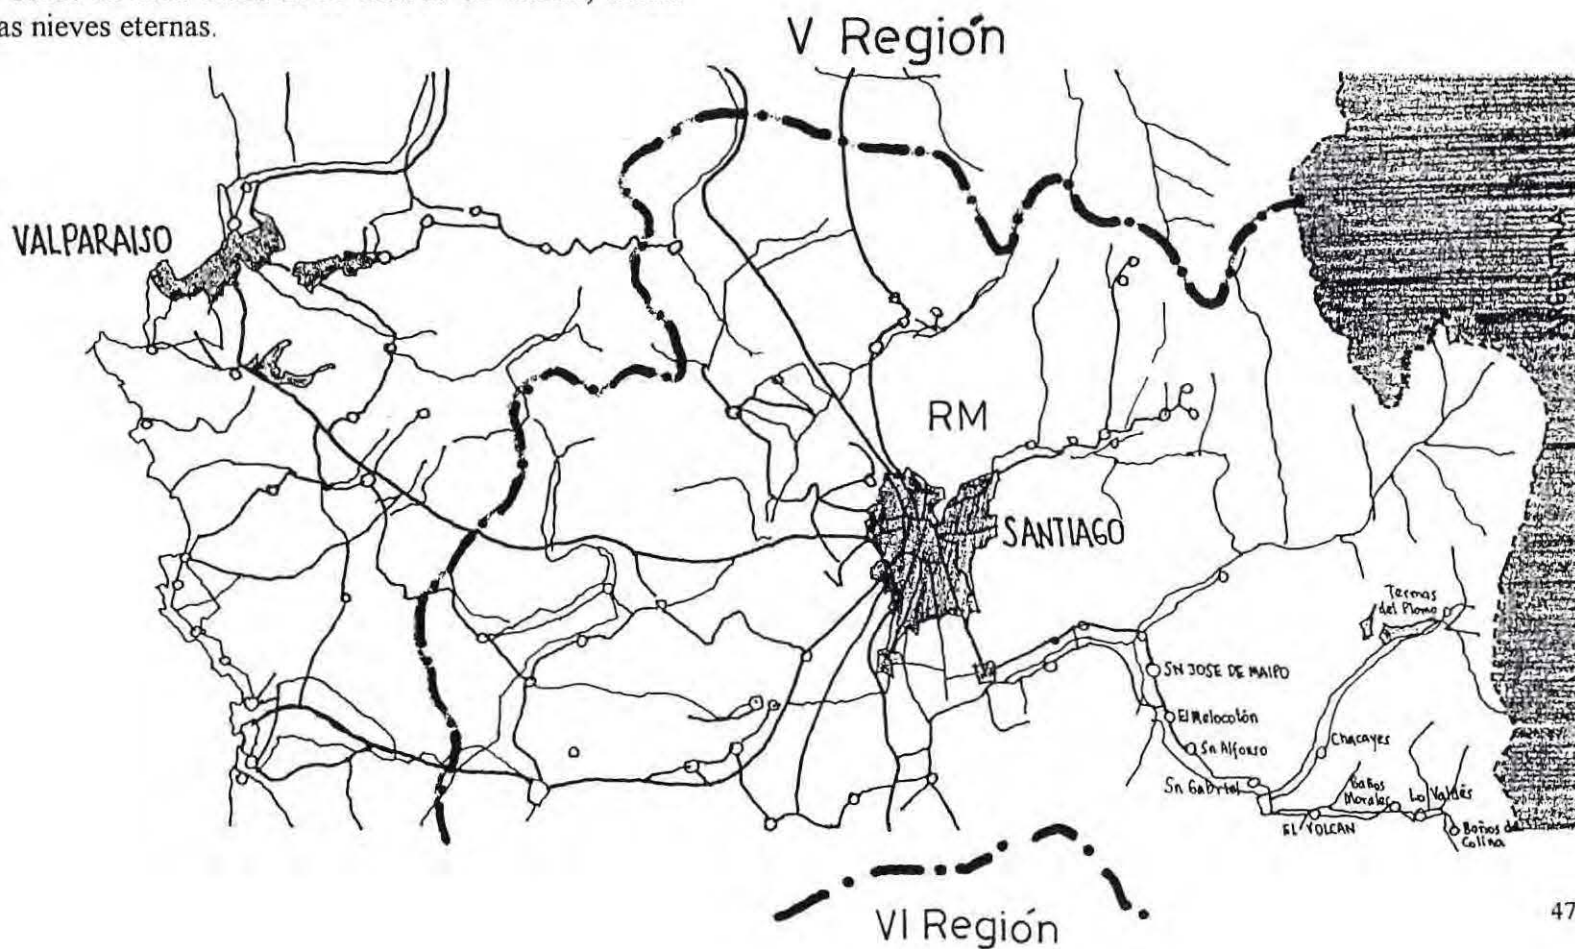 as nieves eternas.
V Región
VALPARAISO
ARGENTINA
RM
SANTIAGO
Termas
del Plomo
SN JOSE DE MAIPO
El Melocotón
Sn Alfonso
Chacayes
Sn Gabriel
Baños
Morales
Lo Valdés
EL VOLCAN
Baños de
Colina
VI Región
47